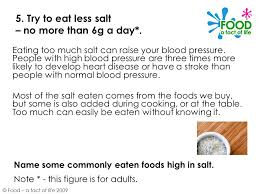 5. Try to eat less salt
– no more than 6g a day*.
FOOD
a fact of life
Eating too much salt can raise your blood pressure.
People with high blood pressure are three times more
likely to develop heart disease or have a stroke than
people with normal blood pressure.
Most of the salt eaten comes from the foods we buy,
but some is also added during cooking, or at the table.
Too much can easily be eaten without knowing it.
Name some commonly eaten foods high in salt.
Note * - this figure is for adults.
© Food – a fact of life 2009